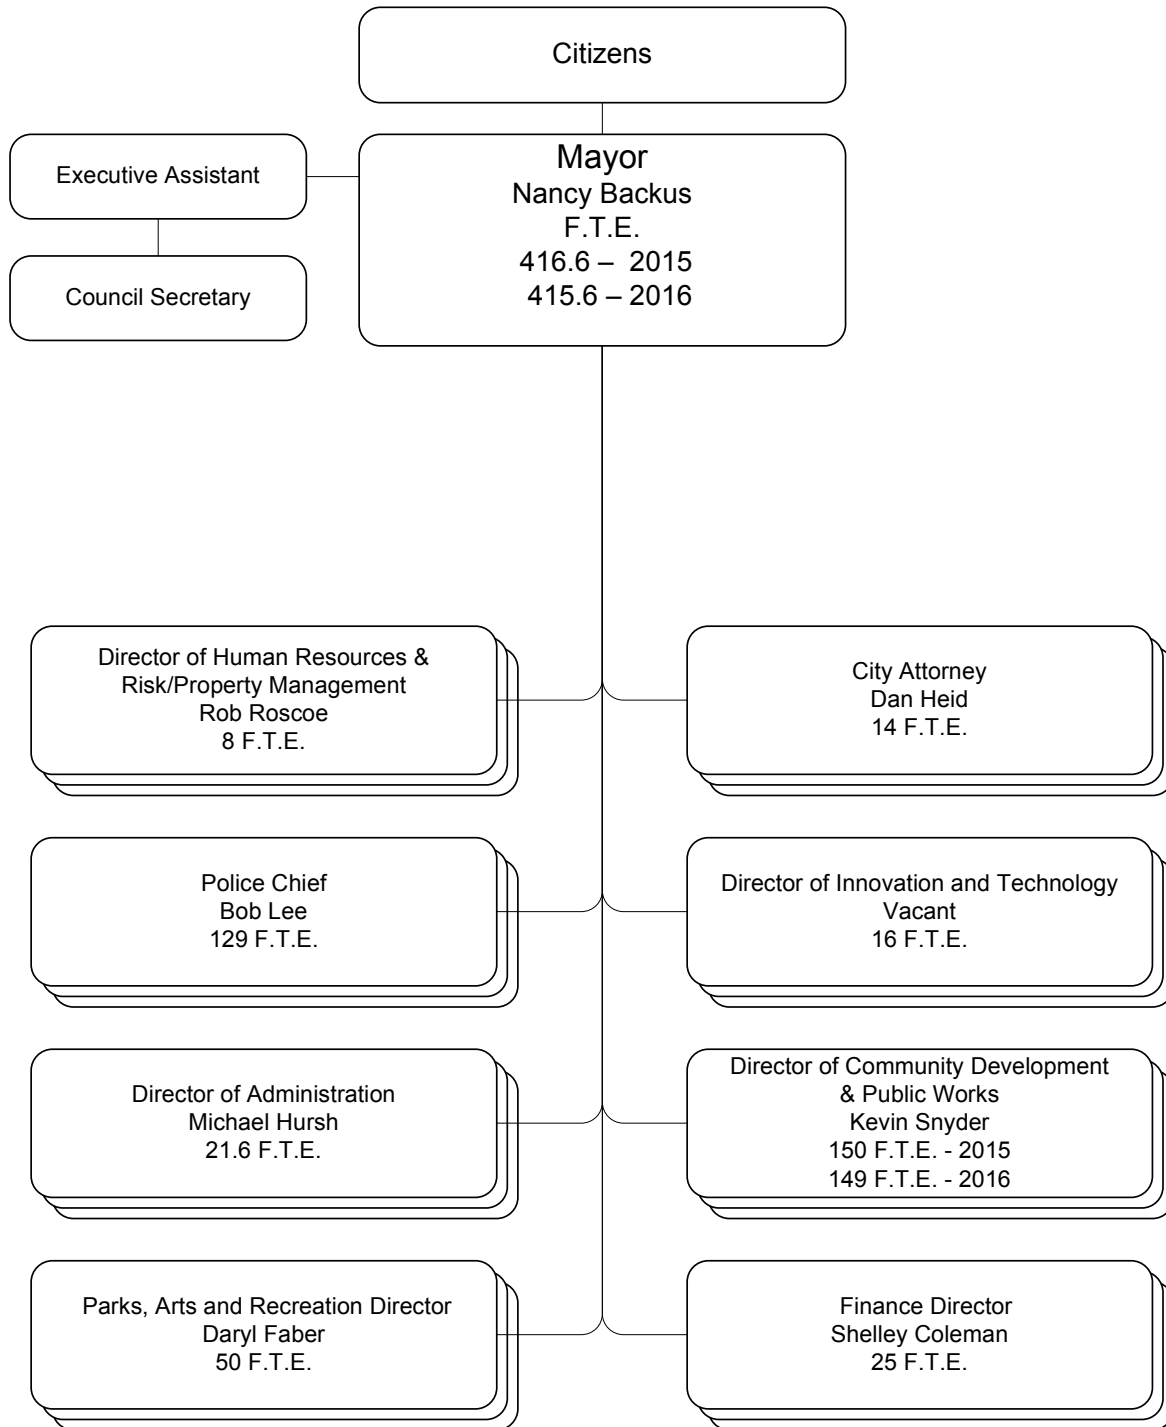 Citizens
Executive Assistant
Council Secretary
Mayor
Nancy Backus
F.T.E.
416.6 – 2015
415.6 – 2016
Director of Human Resources &
Risk/Property Management
Rob Roscoe
8 F.T.E.
City Attorney
Dan Heid
14 F.T.E.
Police Chief
Bob Lee
129 F.T.E.
Director of Innovation and Technology
Vacant
16 F.T.E.
Director of Administration
Michael Hursh
21.6 F.T.E.
Director of Community Development
& Public Works
Kevin Snyder
150 F.T.E. - 2015
149 F.T.E. - 2016
Parks, Arts and Recreation Director
Daryl Faber
50 F.T.E.
Finance Director
Shelley Coleman
25 F.T.E.